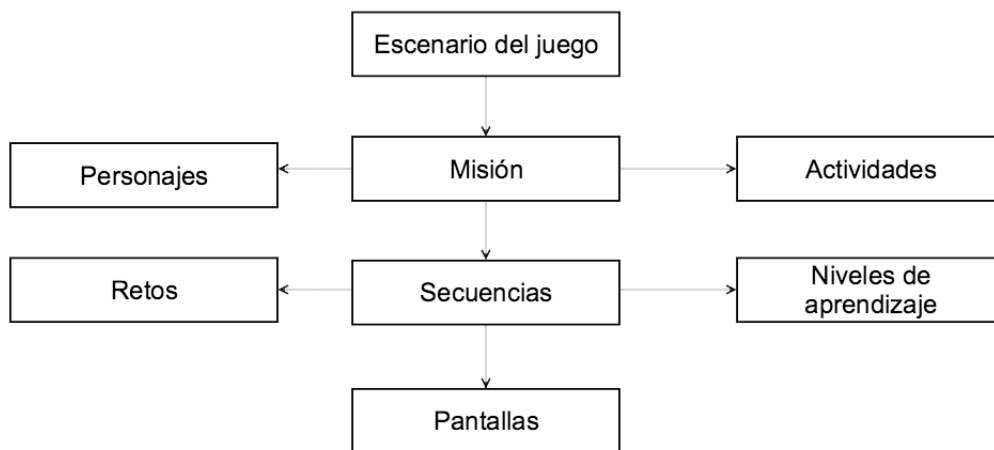 Escenario del juego
Personajes
Misión
Actividades
Retos
Secuencias
Niveles de
aprendizaje
Pantallas